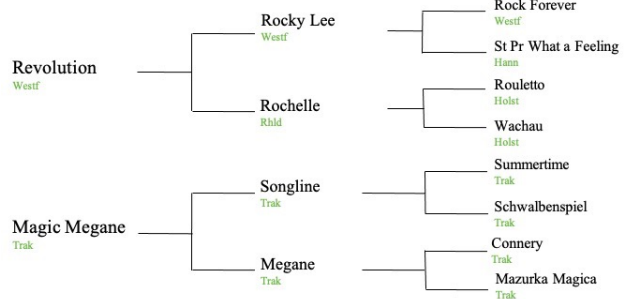 Revolution
Westf
Rocky Lee
Westf
Rochelle
Rhld
Rock Forever
Westf
St Pr What a Feeling
Hann
Rouletto
Holst
Wachau
Holst
Magic Megane
Trak
Songline
Trak
Megane
Trak
Summertime
Trak
Schwalbenspiel
Trak
Connery
Trak
Mazurka Magica
Trak